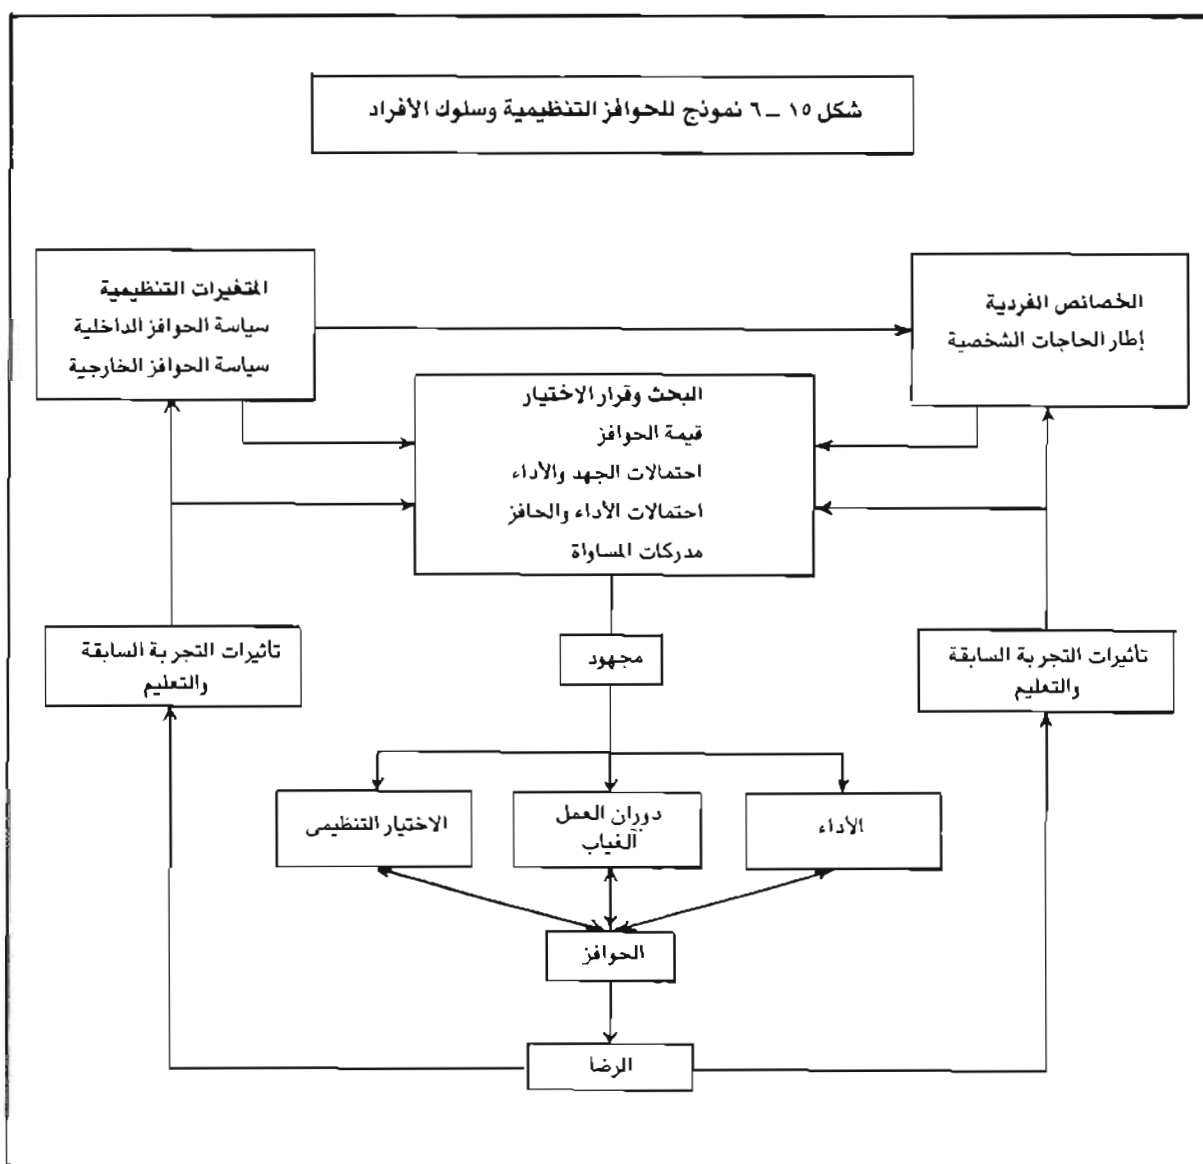 شكل ١٥ – ٦ نموذج للحوافز التنظيمية وسلوك الأفراد
الخصائص الفردية
إطار الحاجات الشخصية
المتغيرات التنظيمية
سياسة الحوافز الداخلية
سياسة الحوافز الخارجية
البحث وقرار الاختيار
قيمة الحوافز
احتمالات الجهد والأداء
احتمالات الأداء والحافز
مدركات المساواة
تأثيرات التجربة السابقة
والتعليم
مجهود
تأثيرات التجربة السابقة
والتعليم
الأداء
دوران العمل
الغياب
الاختيار التنظيمى
الحوافز
الرضا